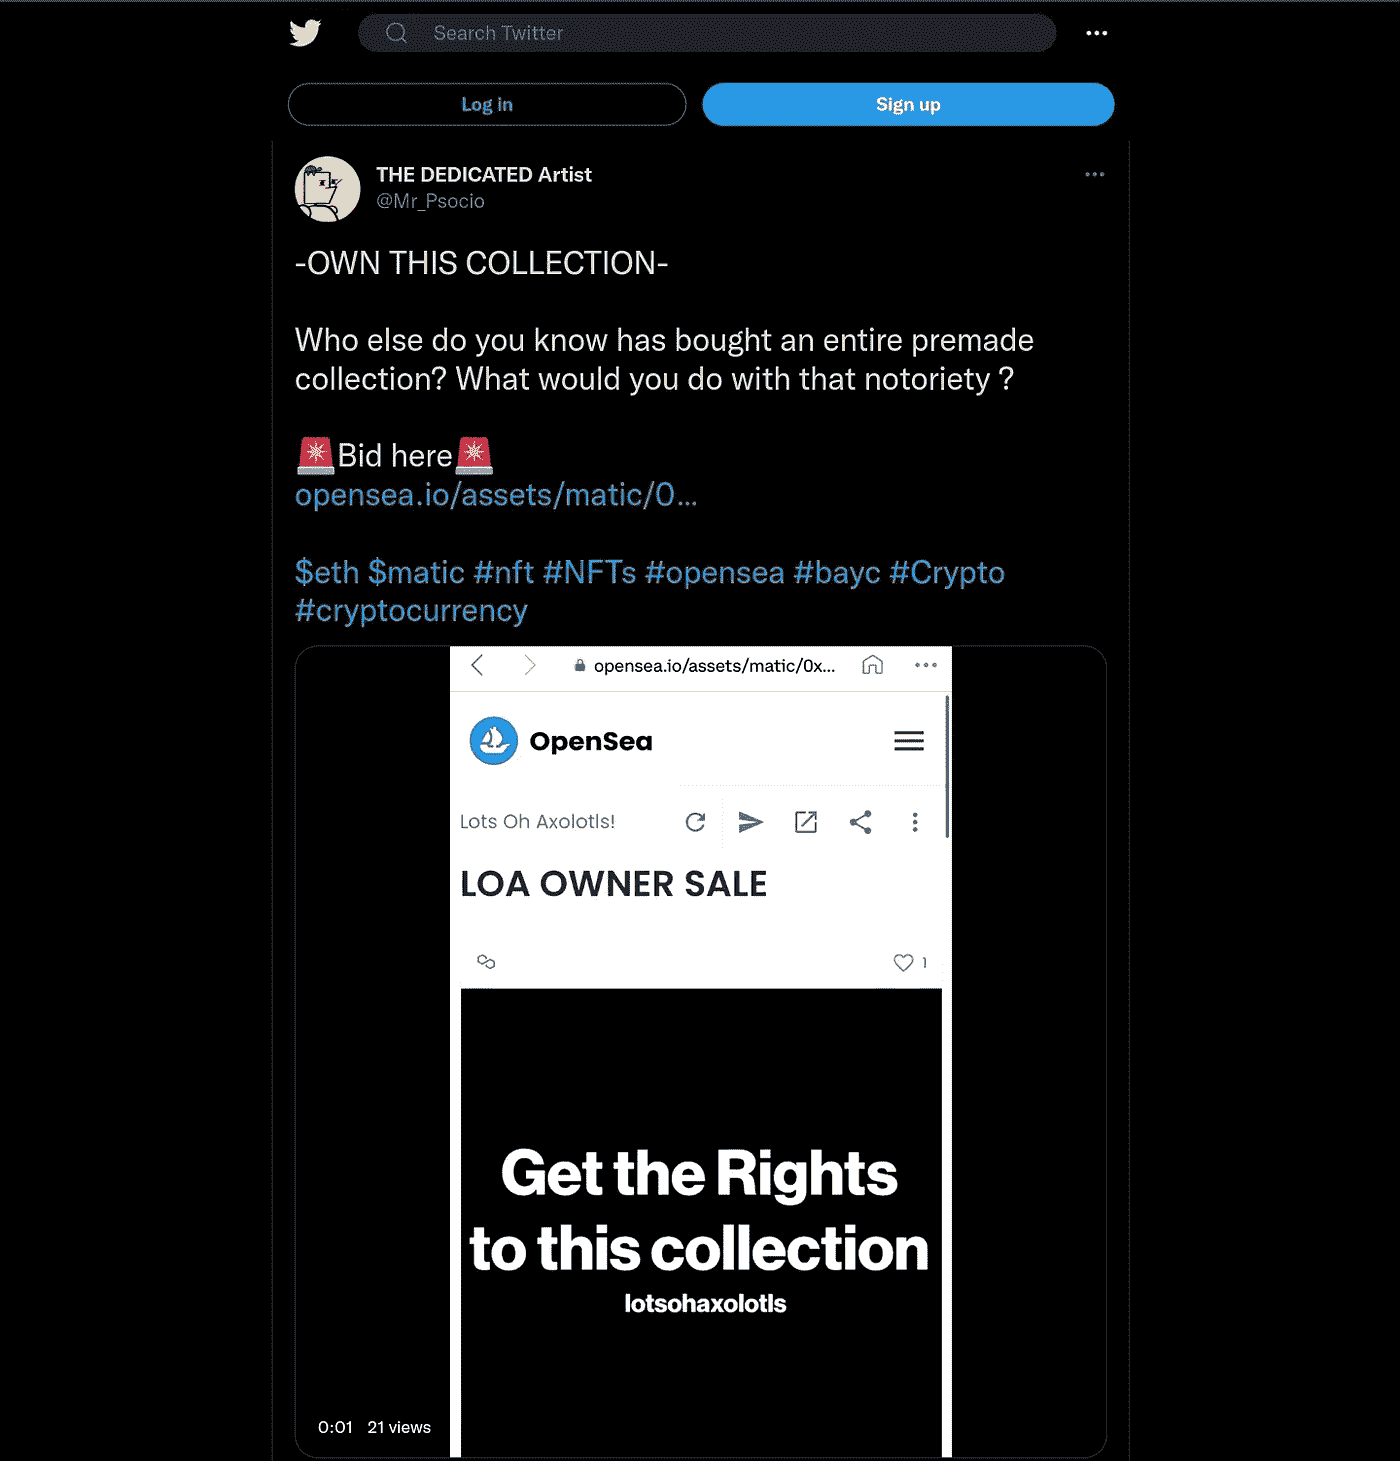 Search Twitter
Log in
Sign up
THE DEDICATED Artist
@Mr_Psocio
-OWN THIS COLLECTION-
Who else do you know has bought an entire premade
collection? What would you do with that notoriety ?
🚨Bid here🚨
opensea.io/assets/matic/0…
$eth $matic #nft #NFTs #opensea #bayc #Crypto
#cryptocurrency
opensea.io/assets/matic/0x...
OpenSea
Lots Oh Axolotls!
LOA OWNER SALE
1
Get the Rights
to this collection
lotsohaxolotls
0:01 21 views